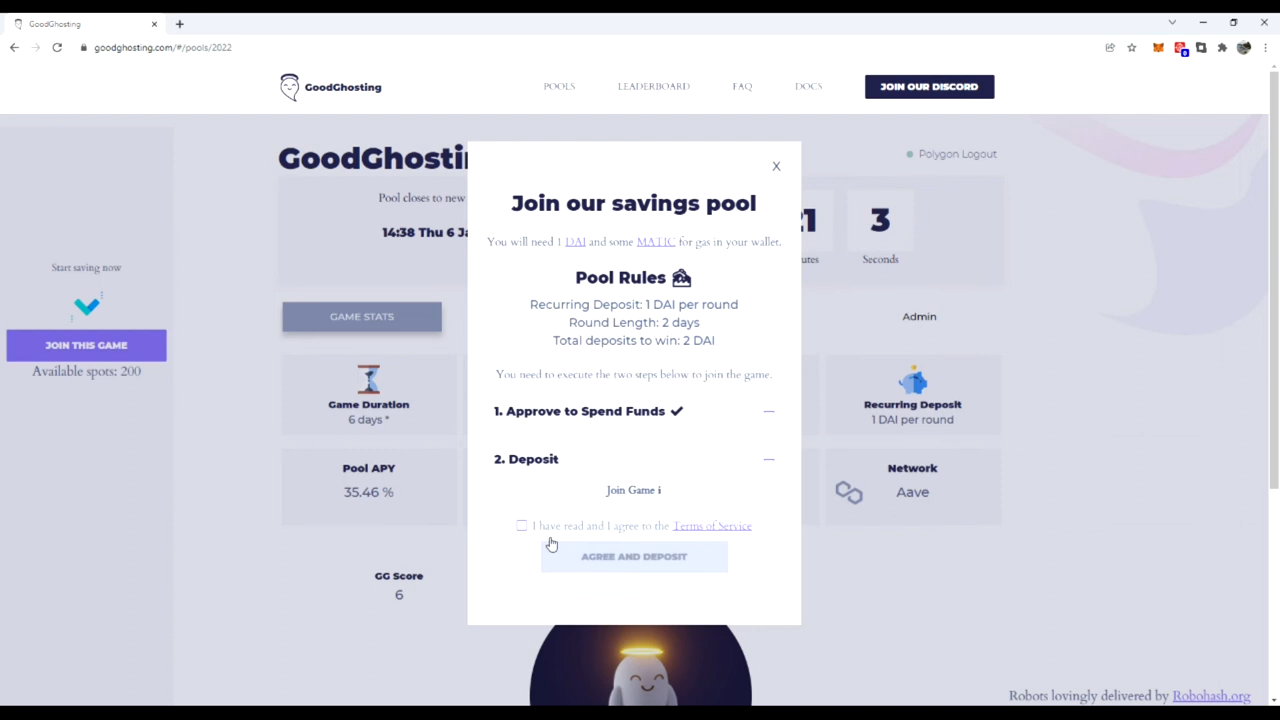 GoodGhosting
goodghosting.com/#/pools/2022
GoodGhosting
POOLS
LEADERBOARD
FAQ
DOCS
JOIN OUR DISCORD
GoodGhosti
Polygon Logout
Pool closes to new
14:38 Thu 6 Ja
21
3
utes
Seconds
Start saving now
JOIN THIS GAME
Available spots: 200
GAME STATS
Admin
Game Duration
6 days *
Recurring Deposit
1 DAI per round
Pool APY
35.46 %
Network
Aave
GG Score
6
X
Join our savings pool
You will need 1 DAI and some MATIC for gas in your wallet.
Pool Rules
Recurring Deposit: 1 DAI per round
Round Length: 2 days
Total deposits to win: 2 DAI
You need to execute the two steps below to join the game.
1. Approve to Spend Funds ✔
2. Deposit
Join Game i
I have read and I agree to the Terms of Service
AGREE AND DEPOSIT
Robots lovingly delivered by Robohash.org